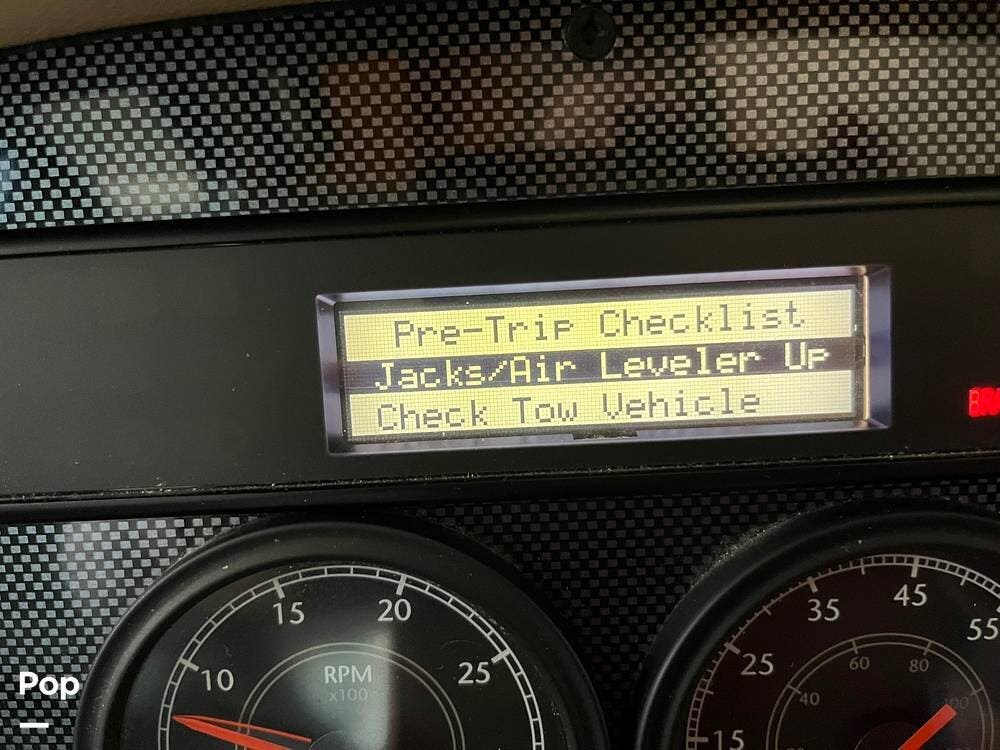 Pre-Trip Checklist
Jacks/Air Leveler Up
Check Tow Vehicle
15
20
10
25
RPM
x100
35
45
55
25
60
80
40
15
Pop